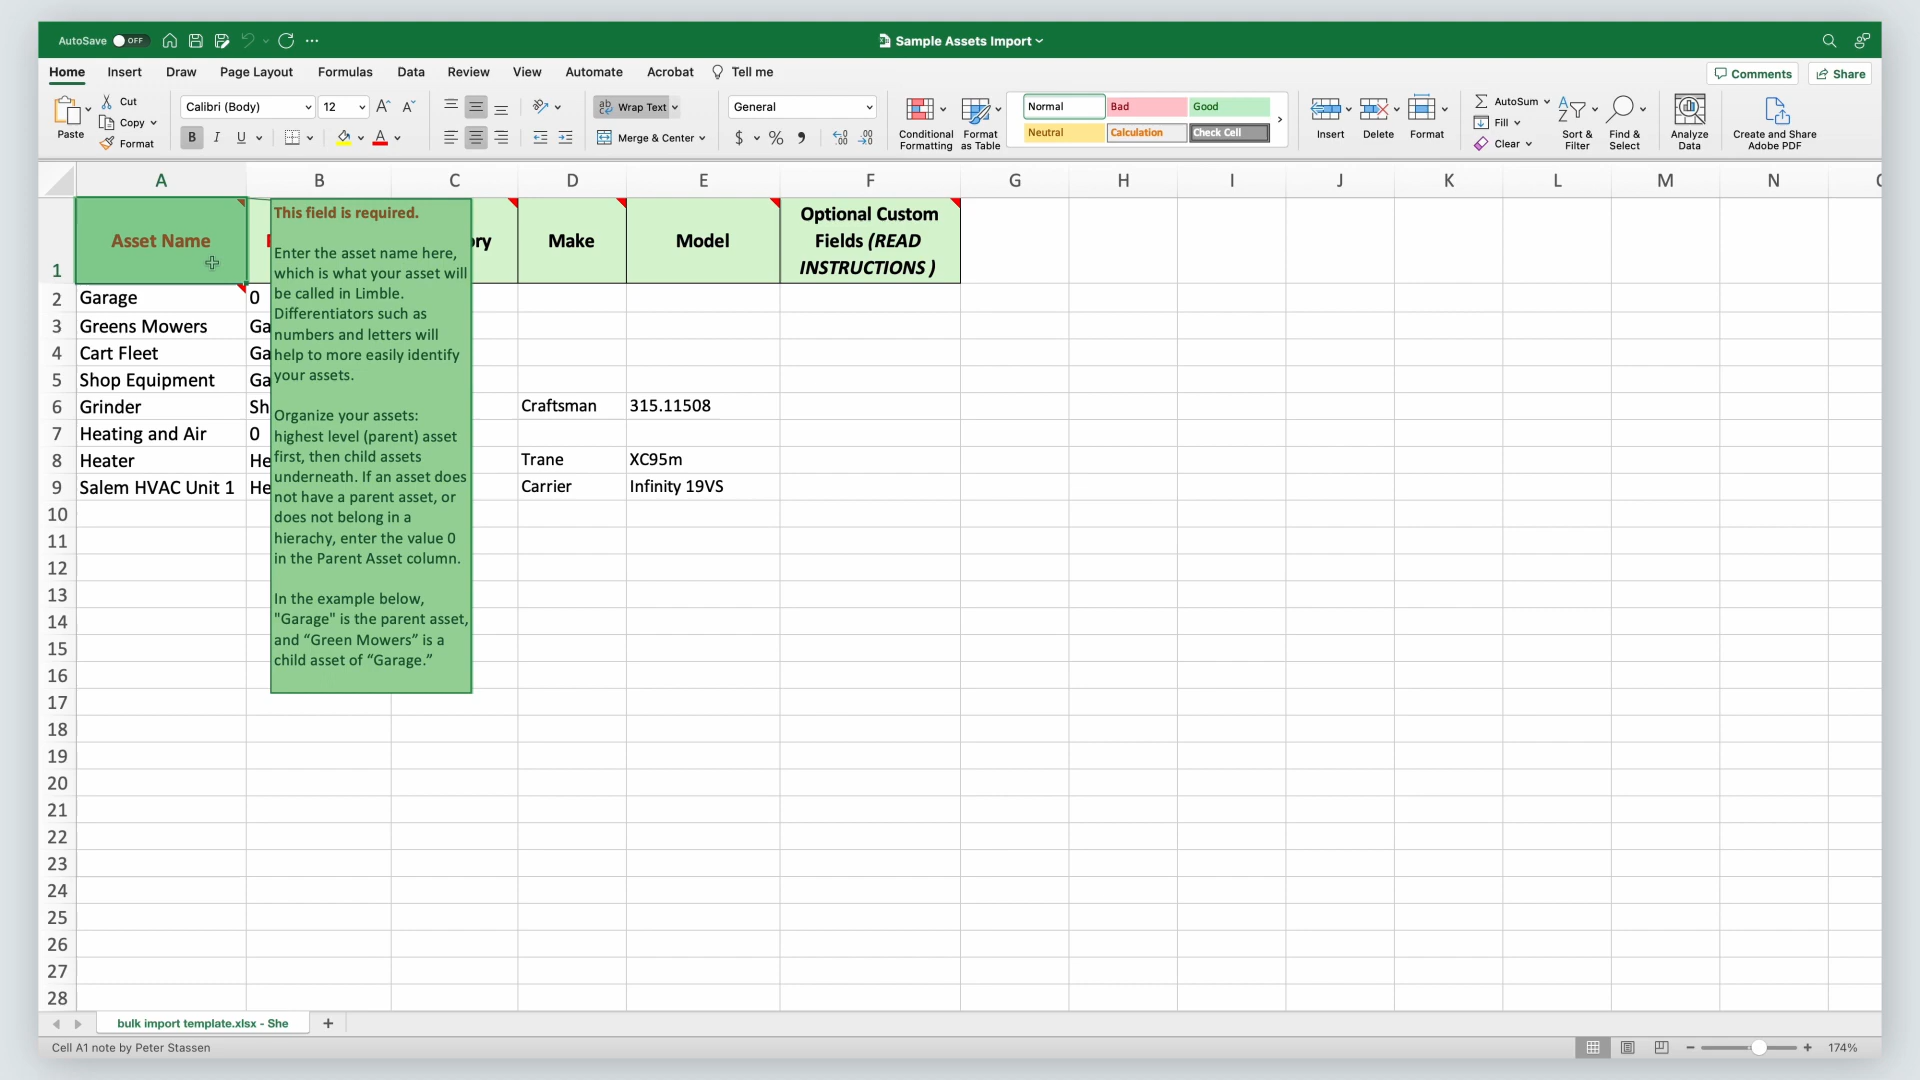 AutoSave OFF
Sample Assets Import
Home Insert Draw Page Layout Formulas Data Review View Automate Acrobat Tell me
Comments Share
Paste
Cut
Copy
Format
Calibri (Body) 12
B I U
Wrap Text
Merge & Center
General
$ %
Conditional
Formatting
Format
as Table
Normal Bad Good
Neutral Calculation Check Cell
Insert Delete Format
AutoSum
Fill
Clear
Sort &
Filter
Find &
Select
Analyze
Data
Create and Share
Adobe PDF
A B C D E F G H I J K L M N
1
Asset Name
ory
Make
Model
Optional Custom
Fields (READ
INSTRUCTIONS )
This field is required.
Enter the asset name here,
which is what your asset will
be called in Limble.
Differentiators such as
numbers and letters will
help to more easily identify
your assets.
Organize your assets:
highest level (parent) asset
first, then child assets
underneath. If an asset does
not have a parent asset, or
does not belong in a
hierachy, enter the value 0
in the Parent Asset column.
In the example below,
"Garage" is the parent asset,
and “Green Mowers” is a
child asset of “Garage.”
2 Garage 0
3 Greens Mowers Ga
4 Cart Fleet Ga
5 Shop Equipment Ga
6 Grinder Sh Craftsman 315.11508
7 Heating and Air 0
8 Heater He Trane XC95m
9 Salem HVAC Unit 1 He Carrier Infinity 19VS
10
11
12
13
14
15
16
17
18
19
20
21
22
23
24
25
26
27
28
bulk import template.xlsx - She +
Cell A1 note by Peter Stassen
174%